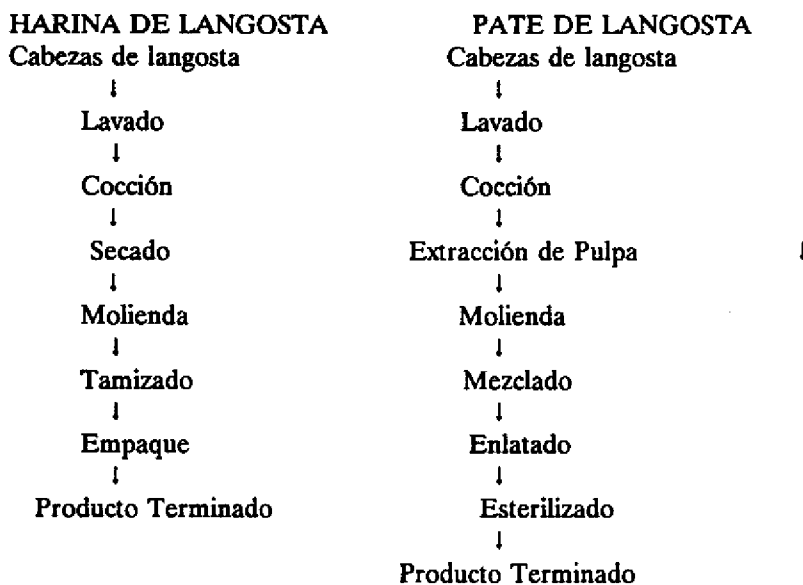 HARINA DE LANGOSTA
Cabezas de langosta
↓
Lavado
↓
Cocción
↓
Secado
↓
Molienda
↓
Tamizado
↓
Empaque
↓
Producto Terminado
PATE DE LANGOSTA
Cabezas de langosta
↓
Lavado
↓
Cocción
↓
Extracción de Pulpa
↓
Molienda
↓
Mezclado
↓
Enlatado
↓
Esterilizado
↓
Producto Terminado